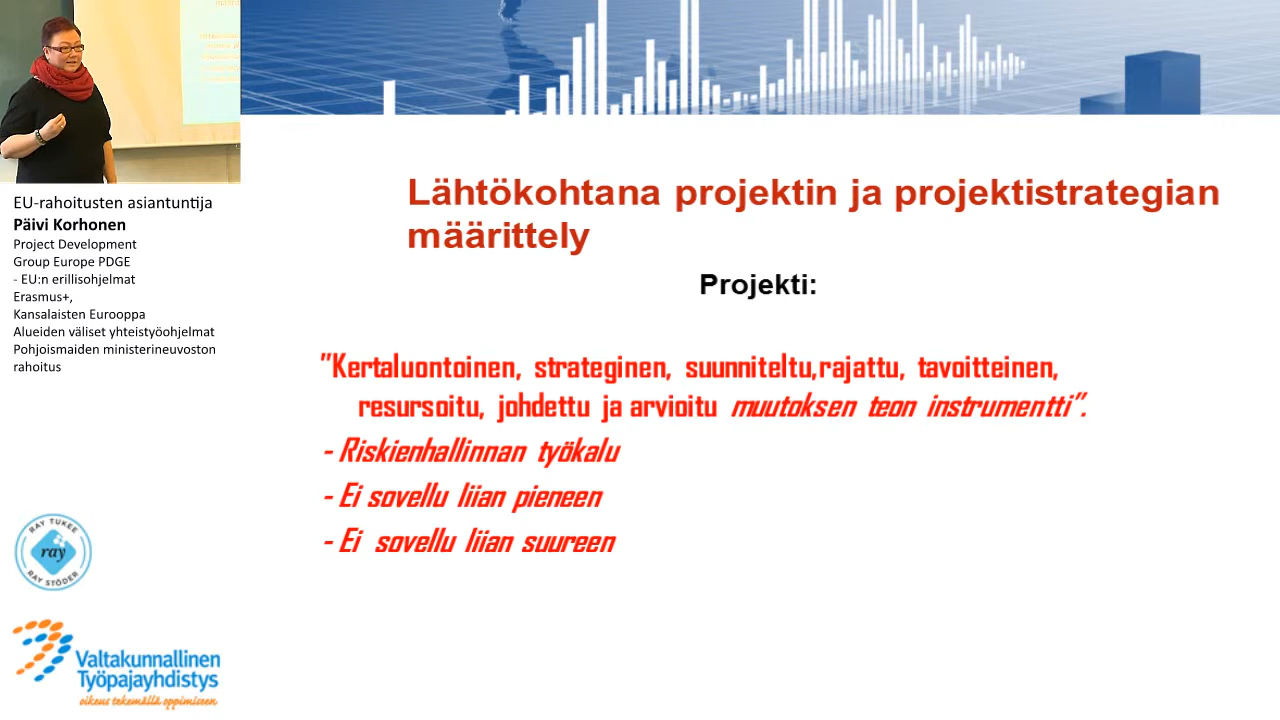 EU-rahoitusten asiantuntija
Päivi Korhonen
Project Development
Group Europe PDGE
- EU:n erillisohjelmat
Erasmus+,
Kansalaisten Eurooppa
Alueiden väliset yhteistyöohjelmat
Pohjoismaiden ministerineuvoston
rahoitus
RAY TUKEE
ray
RAY STÖDER
Valtakunnallinen
Työpajayhdistys
oikeus tekemällä oppimiseen
Lähtökohtana projektin ja projektistrategian
määrittely
Projekti:
"Kertaluontoinen, strateginen, suunniteltu,rajattu, tavoitteinen,
resursoitu, johdettu ja arvioitu muutoksen teon instrumentti".
- Riskienhallinnan työkalu
- Ei sovellu liian pieneen
- Ei sovellu liian suureen